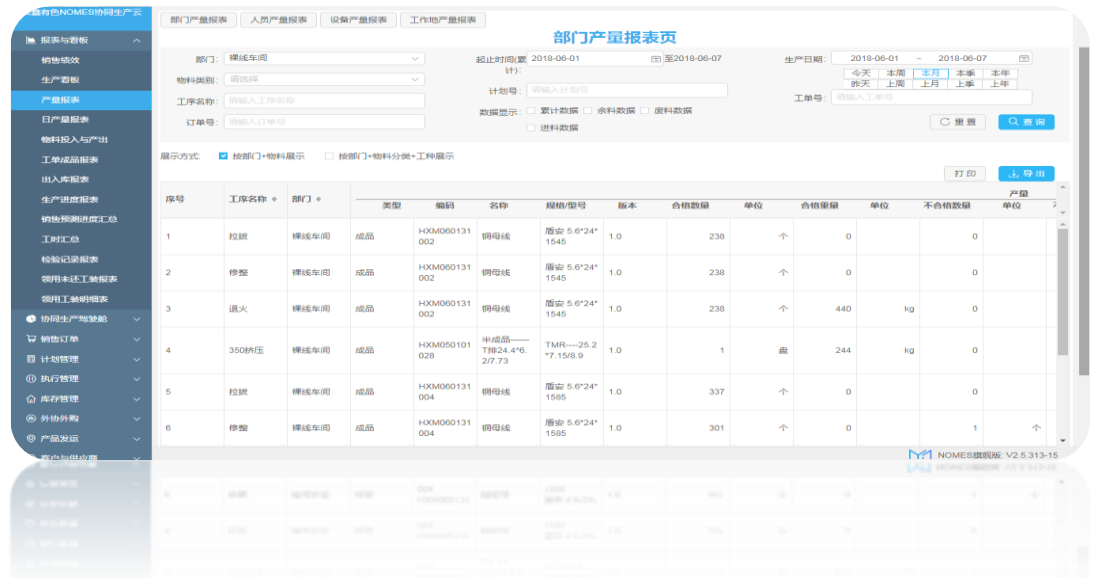 鑫有色NOMES协同生产云
报表与看板
销售绩效
生产看板
产量报表
日产量报表
物料投入与产出
工单成品报表
出入库报表
生产进度报表
销售预测进度汇总
工时汇总
检验记录报表
领用未还工装报表
领用工装明细表
协同生产驾驶舱
销售订单
计划管理
执行管理
库存管理
外协外购
产品发运
客户与供应商
部门产量报表 人员产量报表 设备产量报表 工作地产量报表
部门产量报表页
部门: 裸线车间 起止时间(累计): 2018-06-01 至2018-06-07 生产日期: 2018-06-01 - 2018-06-07
今天 本周 本月 本季 本年
昨天 上周 上月 上季 上年
物料类别: 请选择 计划号: 请输入计划号 工单号: 请输入工单号
工序名称: 请输入工序名称 数据显示: 累计数据 余料数据 废料数据
进料数据
订单号: 请输入订单号 重置 查询
展示方式: 按部门+物料展示 按部门+物料分类+工种展示
打印 导出
序号 工序名称 部门 产量
类型 编码 名称 规格/型号 版本 合格数量 单位 合格重量 单位 不合格数量 单位
1 拉拔 裸线车间 成品 HXM060131002 铜母线 盾安 5.6*24*1545 1.0 238 个 0 0
2 修整 裸线车间 成品 HXM060131002 铜母线 盾安 5.6*24*1545 1.0 238 个 0 0
3 退火 裸线车间 成品 HXM060131002 铜母线 盾安 5.6*24*1545 1.0 238 个 440 kg 0
4 350挤压 裸线车间 成品 HXM050101028 半成品——T排24.4*6.2/7.73 TMR----25.2*7.15/8.9 1.0 1 盘 244 kg 0
5 拉拔 裸线车间 成品 HXM060131004 铜母线 盾安 5.6*24*1585 1.0 337 个 0 0
6 修整 裸线车间 成品 HXM060131004 铜母线 盾安 5.6*24*1585 1.0 301 个 0 1 个
NOMES旗舰版: V2.5.313-15